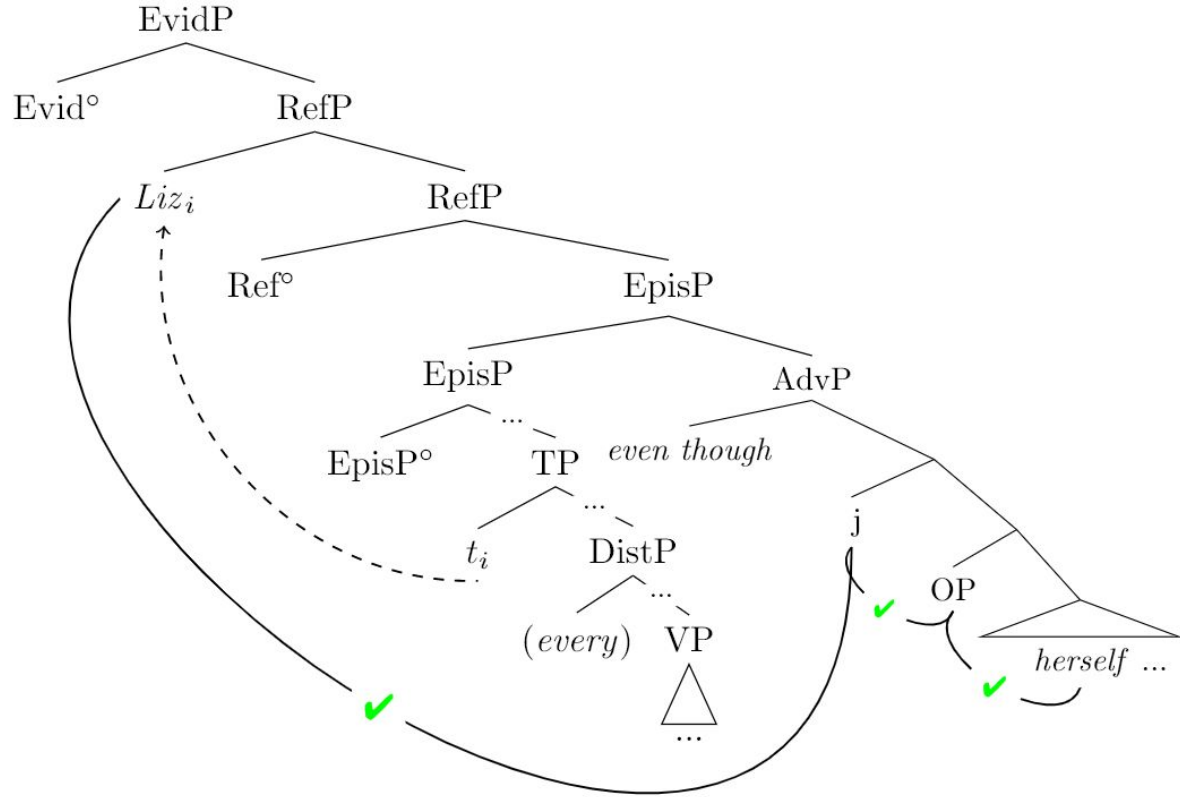 EvidP
Evid° RefP
Liz_i RefP
Ref° EpisP
EpisP AdvP
...
EpisP° TP even though
...
j
t_i DistP
...
OP
(every) VP
herself ...
...